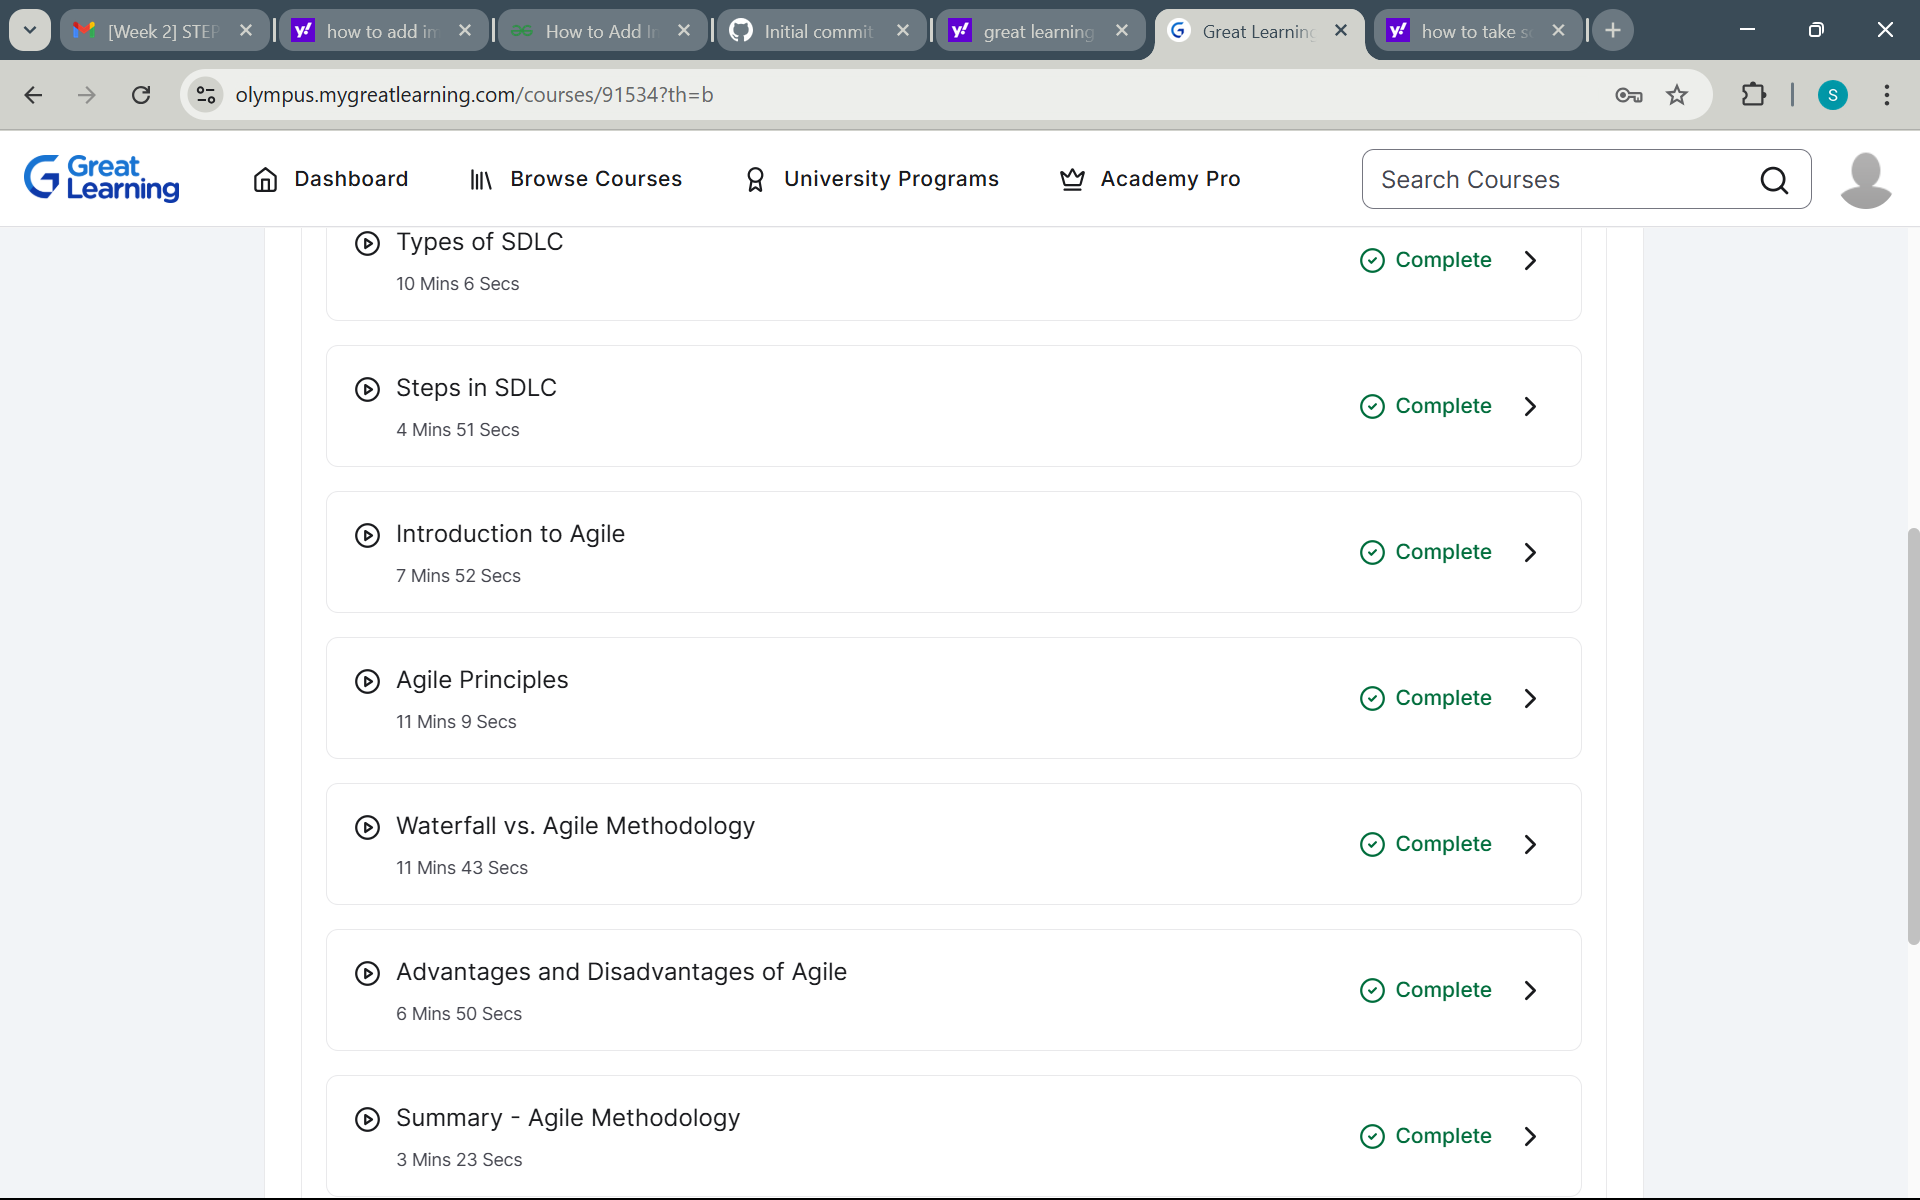 [Week 2] STEP
how to add im
How to Add In
Initial commit
great learning
Great Learning
how to take s
olympus.mygreatlearning.com/courses/91534?th=b
S
Great
Learning
Dashboard
Browse Courses
University Programs
Academy Pro
Search Courses
Types of SDLC
10 Mins 6 Secs
Complete
Steps in SDLC
4 Mins 51 Secs
Complete
Introduction to Agile
7 Mins 52 Secs
Complete
Agile Principles
11 Mins 9 Secs
Complete
Waterfall vs. Agile Methodology
11 Mins 43 Secs
Complete
Advantages and Disadvantages of Agile
6 Mins 50 Secs
Complete
Summary - Agile Methodology
3 Mins 23 Secs
Complete